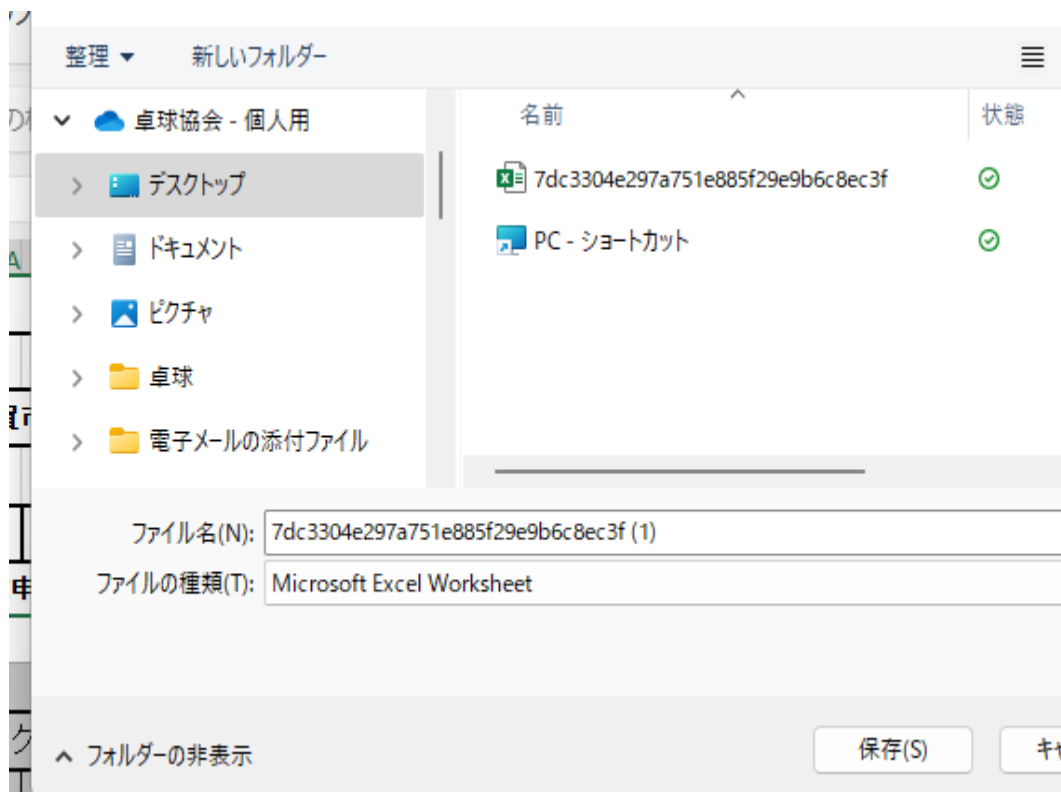 整理
新しいフォルダー
卓球協会 - 個人用
デスクトップ
ドキュメント
ピクチャ
卓球
電子メールの添付ファイル
名前
状態
7dc3304e297a751e885f29e9b6c8ec3f
PC - ショートカット
ファイル名(N):
7dc3304e297a751e885f29e9b6c8ec3f (1)
ファイルの種類(T):
Microsoft Excel Worksheet
フォルダーの非表示
保存(S)
キャ